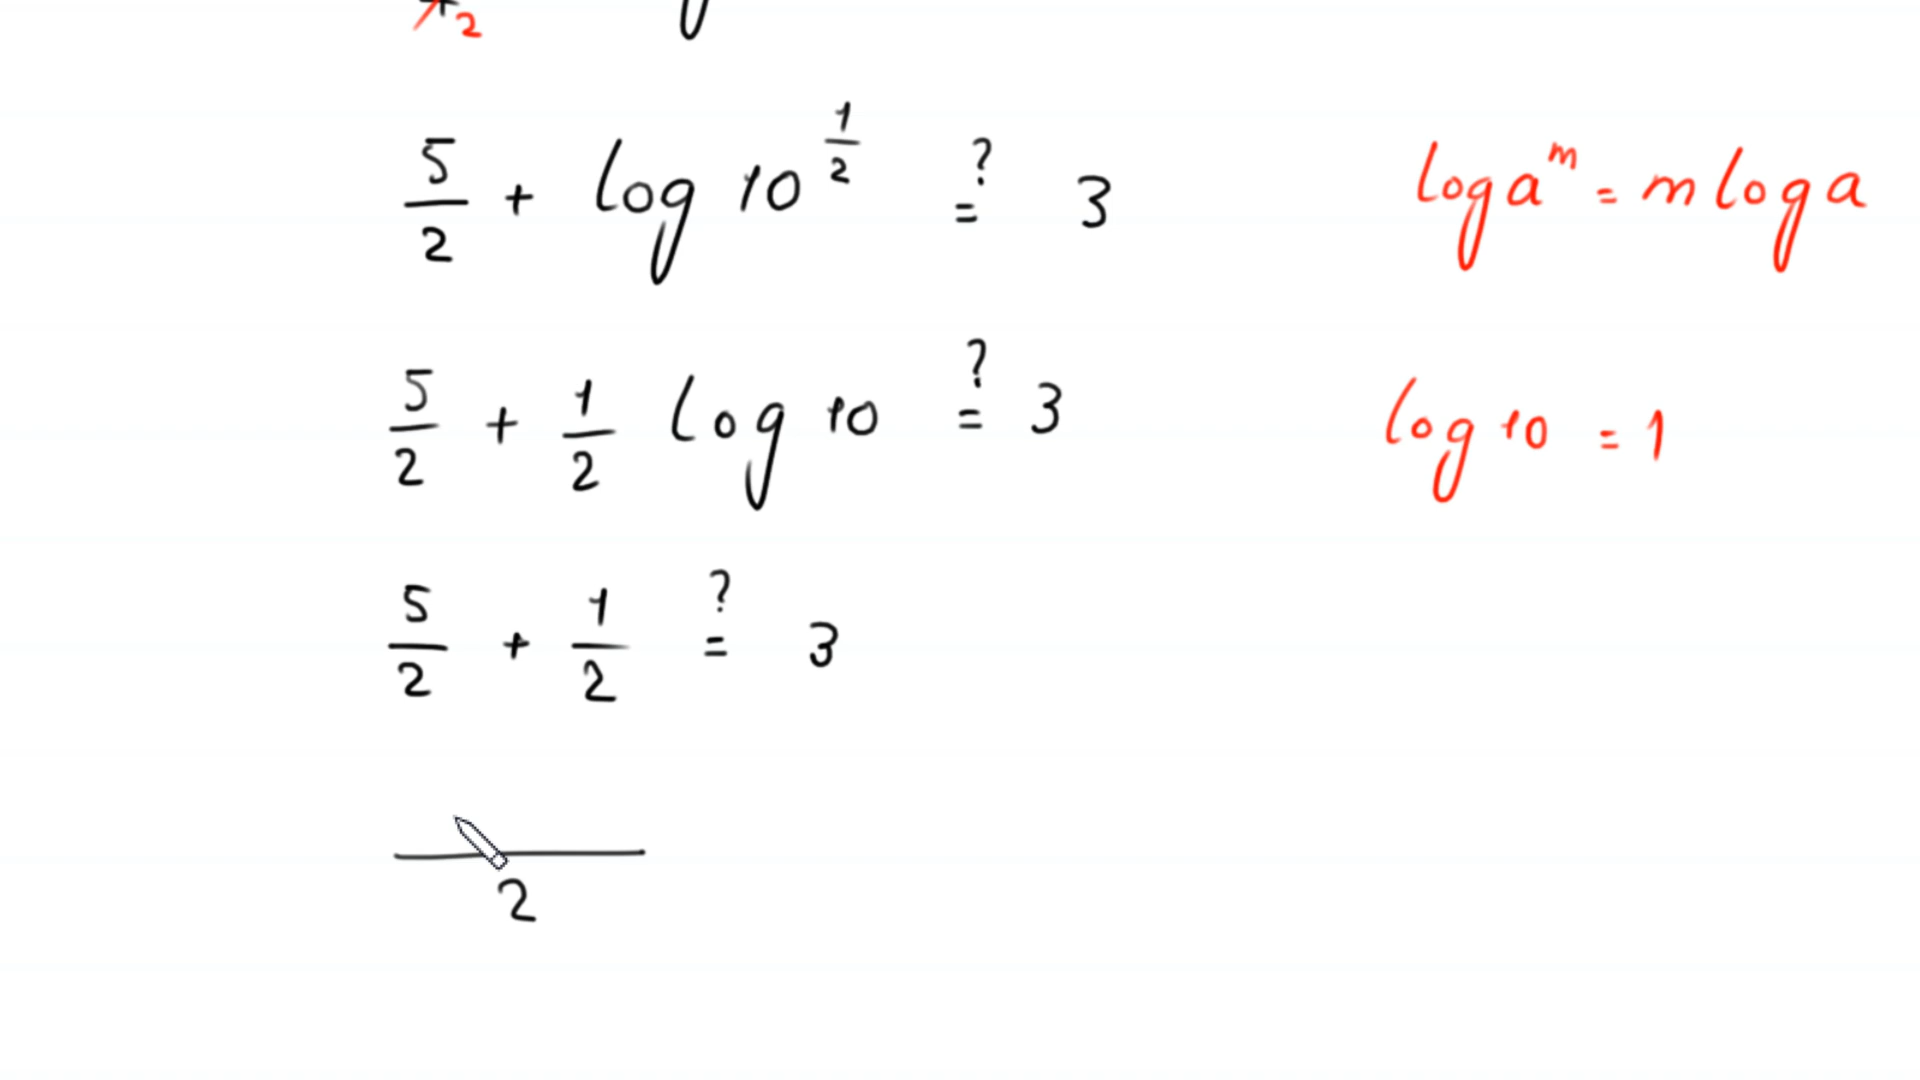 2
5/2 + log 10^(1/2) ?= 3 log a^m = m log a
5/2 + 1/2 log 10 ?= 3 log 10 = 1
5/2 + 1/2 ?= 3
/2